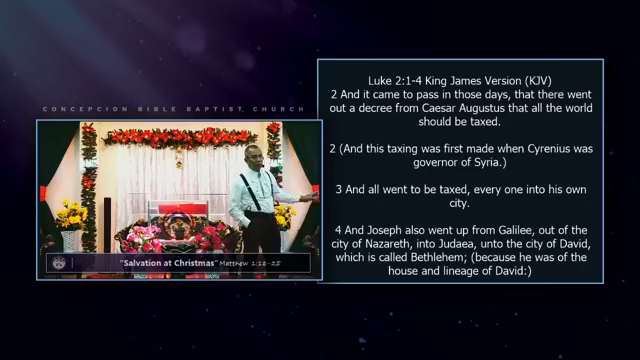 Luke 2:1-4 King James Version (KJV)
2 And it came to pass in those days, that there went
out a decree from Caesar Augustus that all the world
should be taxed.
2 (And this taxing was first made when Cyrenius was
governor of Syria.)
3 And all went to be taxed, every one into his own
city.
4 And Joseph also went up from Galilee, out of the
city of Nazareth, into Judaea, unto the city of David,
which is called Bethlehem; (because he was of the
house and lineage of David:)
CONCEPCION BIBLE BAPTIST CHURCH
"Salvation at Christmas" Matthew 1:18-25